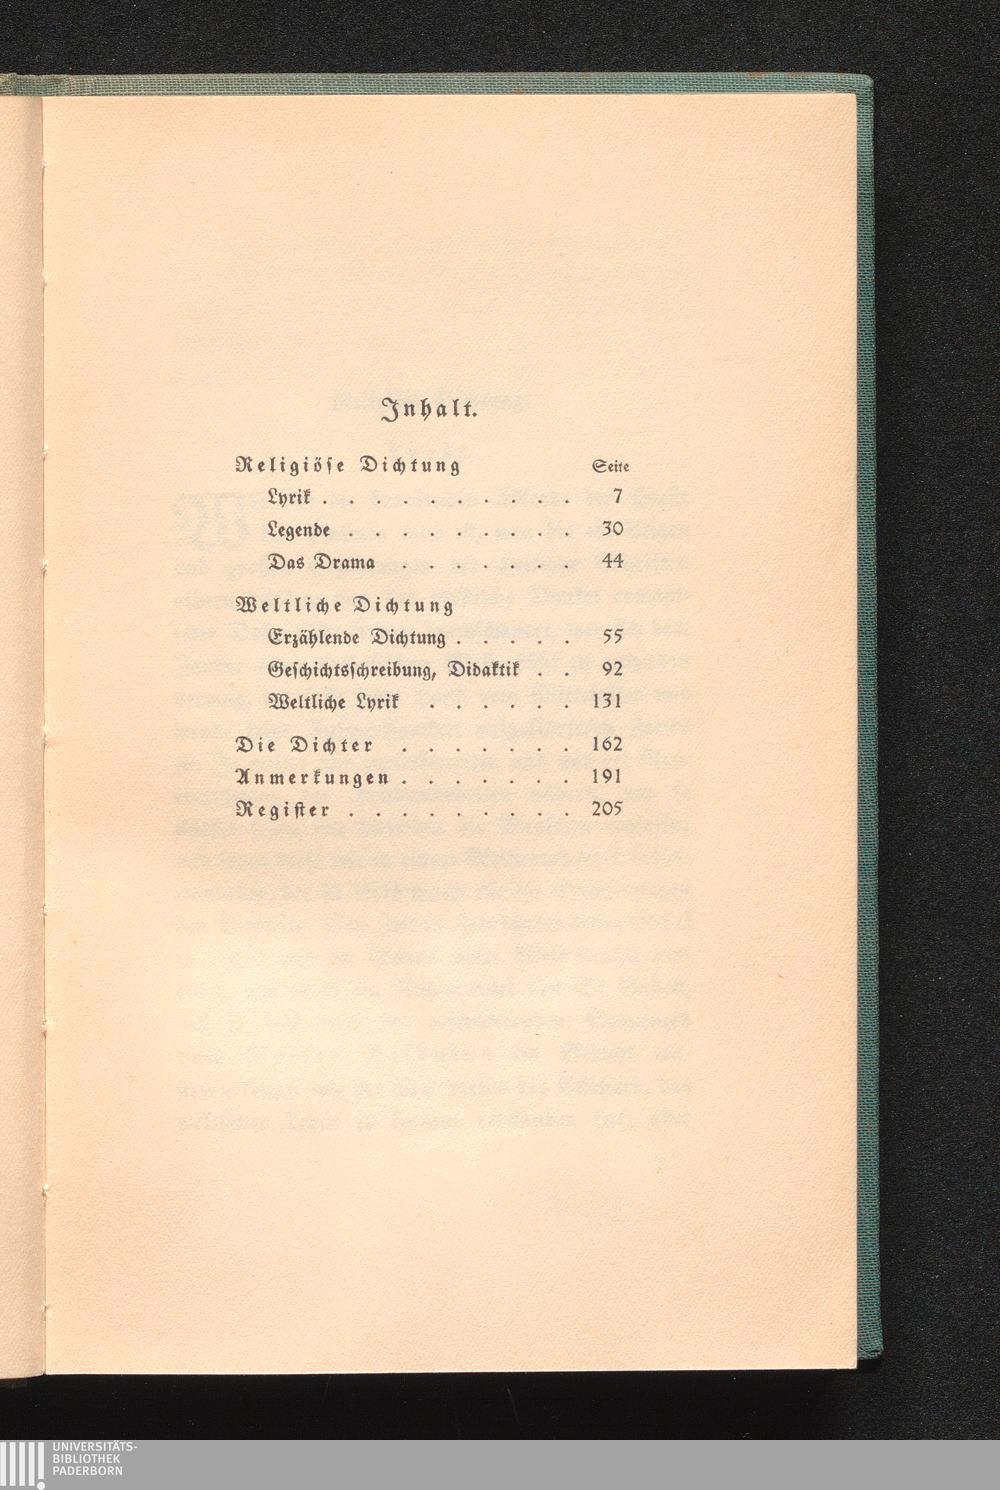 Inhalt.
Religiöse Dichtung Seite
Lyrik . . . . . . . . . . 7
Legende . . . . . . . . . 30
Das Drama . . . . . . 44
Weltliche Dichtung
Erzählende Dichtung . . . . . 55
Geschichtsschreibung, Didaktik . . 92
Weltliche Lyrik . . . . . . 131
Die Dichter . . . . . . . 162
Anmerkungen . . . . . . . 191
Register . . . . . . . . . 205
UNIVERSITÄTS-
BIBLIOTHEK
PADERBORN